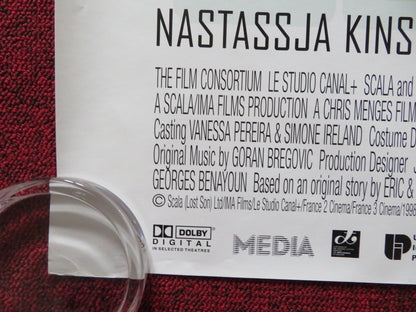 NASTASSJA KINS
THE FILM CONSORTIUM LE STUDIO CANAL+ SCALA and
A SCALA/IMA FILMS PRODUCTION A CHRIS MENGES FILM
Casting VANESSA PEREIRA & SIMONE IRELAND Costume D
Original Music by GORAN BREGOVIC Production Designer
GEORGES BENAYOUN Based on an original story by ERIC &
© Scala (Lost Son) Ltd/IMA Films/Le Studio Canal+/France 2 Cinema/France 3 Cinema/1998
DOLBY
DIGITAL
IN SELECTED THEATRES
MEDIA